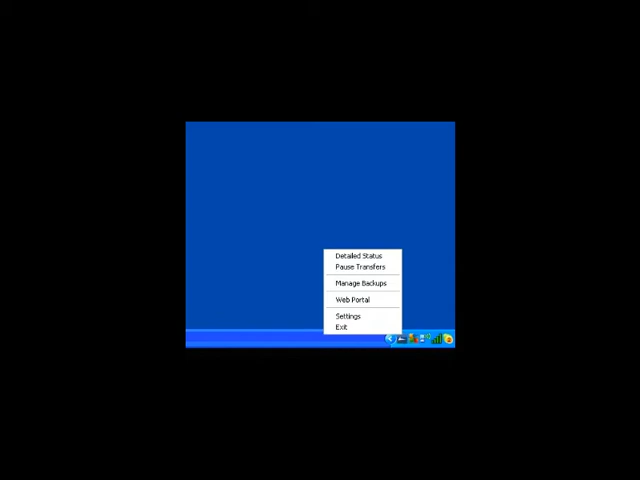 Detailed Status
Pause Transfers
Manage Backups
Web Portal
Settings
Exit